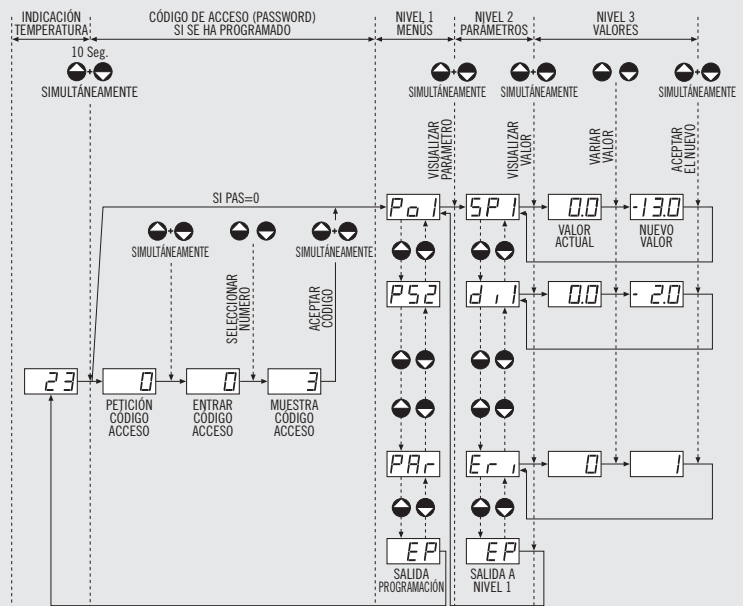 INDICACIÓN
TEMPERATURA
CÓDIGO DE ACCESO (PASSWORD)
SI SE HA PROGRAMADO
NIVEL 1
MENÚS
NIVEL 2
PARÁMETROS
NIVEL 3
VALORES
10 Seg.
SIMULTÁNEAMENTE
SIMULTÁNEAMENTE
SIMULTÁNEAMENTE
SIMULTÁNEAMENTE
VISUALIZAR
PARÁMETRO
VISUALIZAR
VALOR
VARIAR
VALOR
ACEPTAR
EL NUEVO
SI PAS=0
Po1
SP1
0.0
-13.0
VALOR
ACTUAL
NUEVO
VALOR
SIMULTÁNEAMENTE
SIMULTÁNEAMENTE
SELECCIONAR
NÚMERO
ACEPTAR
CÓDIGO
PS2
di1
0.0
- 2.0
23
0
0
3
PETICIÓN
CÓDIGO
ACCESO
ENTRAR
CÓDIGO
ACCESO
MUESTRA
CÓDIGO
ACCESO
PAr
Eri
0
1
EP
EP
SALIDA
PROGRAMACIÓN
SALIDA A
NIVEL 1